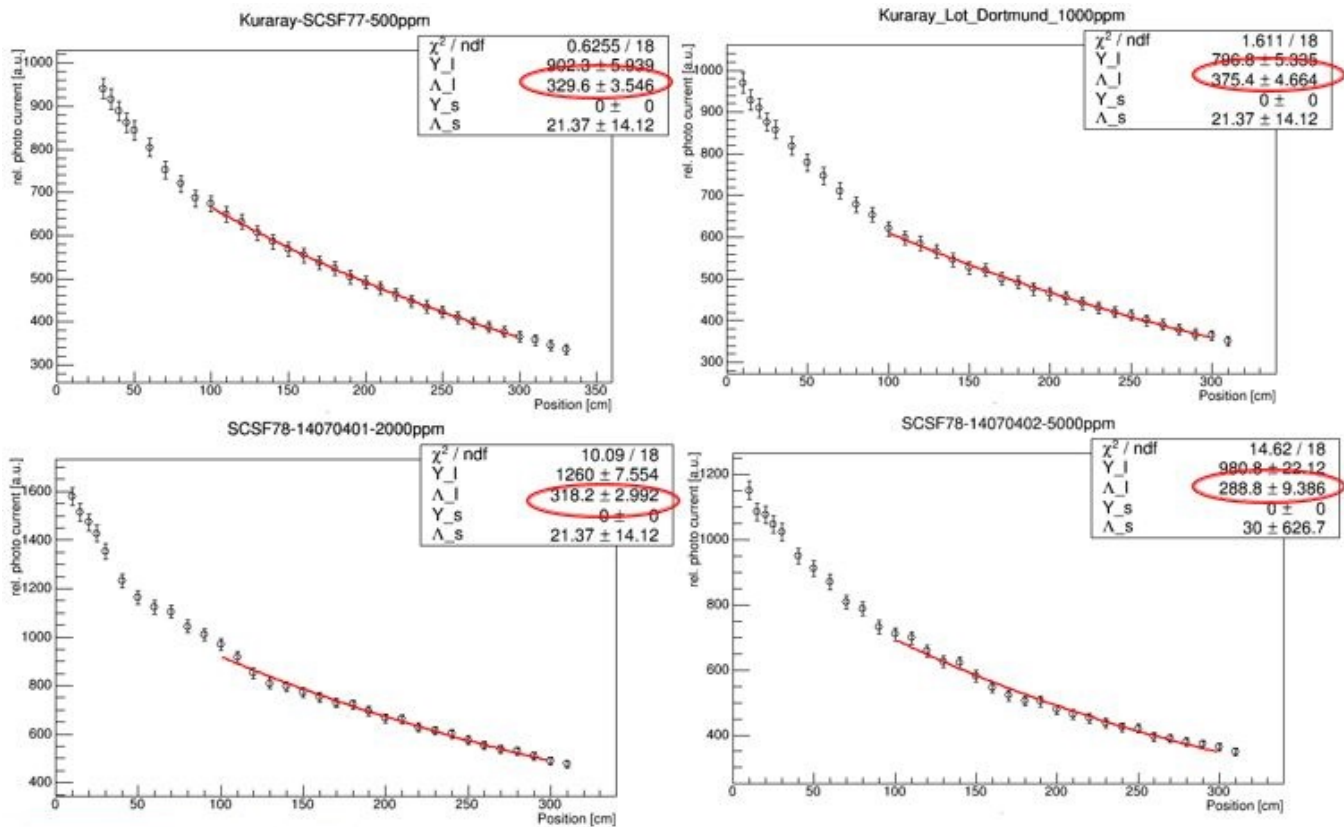 Kuraray-SCSF77-500ppm
χ² / ndf 0.6255 / 18
Y_l 902.3 ± 5.939
Λ_l 329.6 ± 3.546
Y_s 0 ± 0
Λ_s 21.37 ± 14.12
rel. photo current [a.u.]
1000
900
800
700
600
500
400
300
0 50 100 150 200 250 300 350
Position [cm]
Kuraray_Lot_Dortmund_1000ppm
χ² / ndf 1.611 / 18
Y_l 796.8 ± 5.335
Λ_l 375.4 ± 4.664
Y_s 0 ± 0
Λ_s 21.37 ± 14.12
rel. photo current [a.u.]
1000
900
800
700
600
500
400
300
0 50 100 150 200 250 300
Position [cm]
SCSF78-14070401-2000ppm
χ² / ndf 10.09 / 18
Y_l 1260 ± 7.554
Λ_l 318.2 ± 2.992
Y_s 0 ± 0
Λ_s 21.37 ± 14.12
rel. photo current [a.u.]
1600
1400
1200
1000
800
600
400
0 50 100 150 200 250 300
Position [cm]
SCSF78-14070402-5000ppm
χ² / ndf 14.62 / 18
Y_l 980.8 ± 22.12
Λ_l 288.8 ± 9.386
Y_s 0 ± 0
Λ_s 30 ± 626.7
rel. photo current [a.u.]
1200
1000
800
600
400
0 50 100 150 200 250 300
Position [cm]